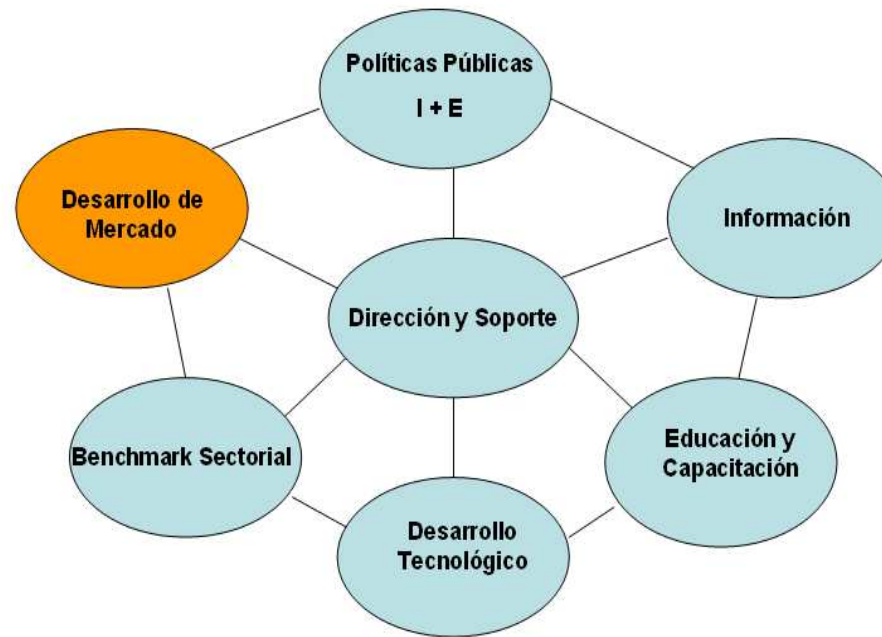 Políticas Públicas
I + E
Desarrollo de
Mercado
Información
Dirección y Soporte
Benchmark Sectorial
Educación y
Capacitación
Desarrollo
Tecnológico